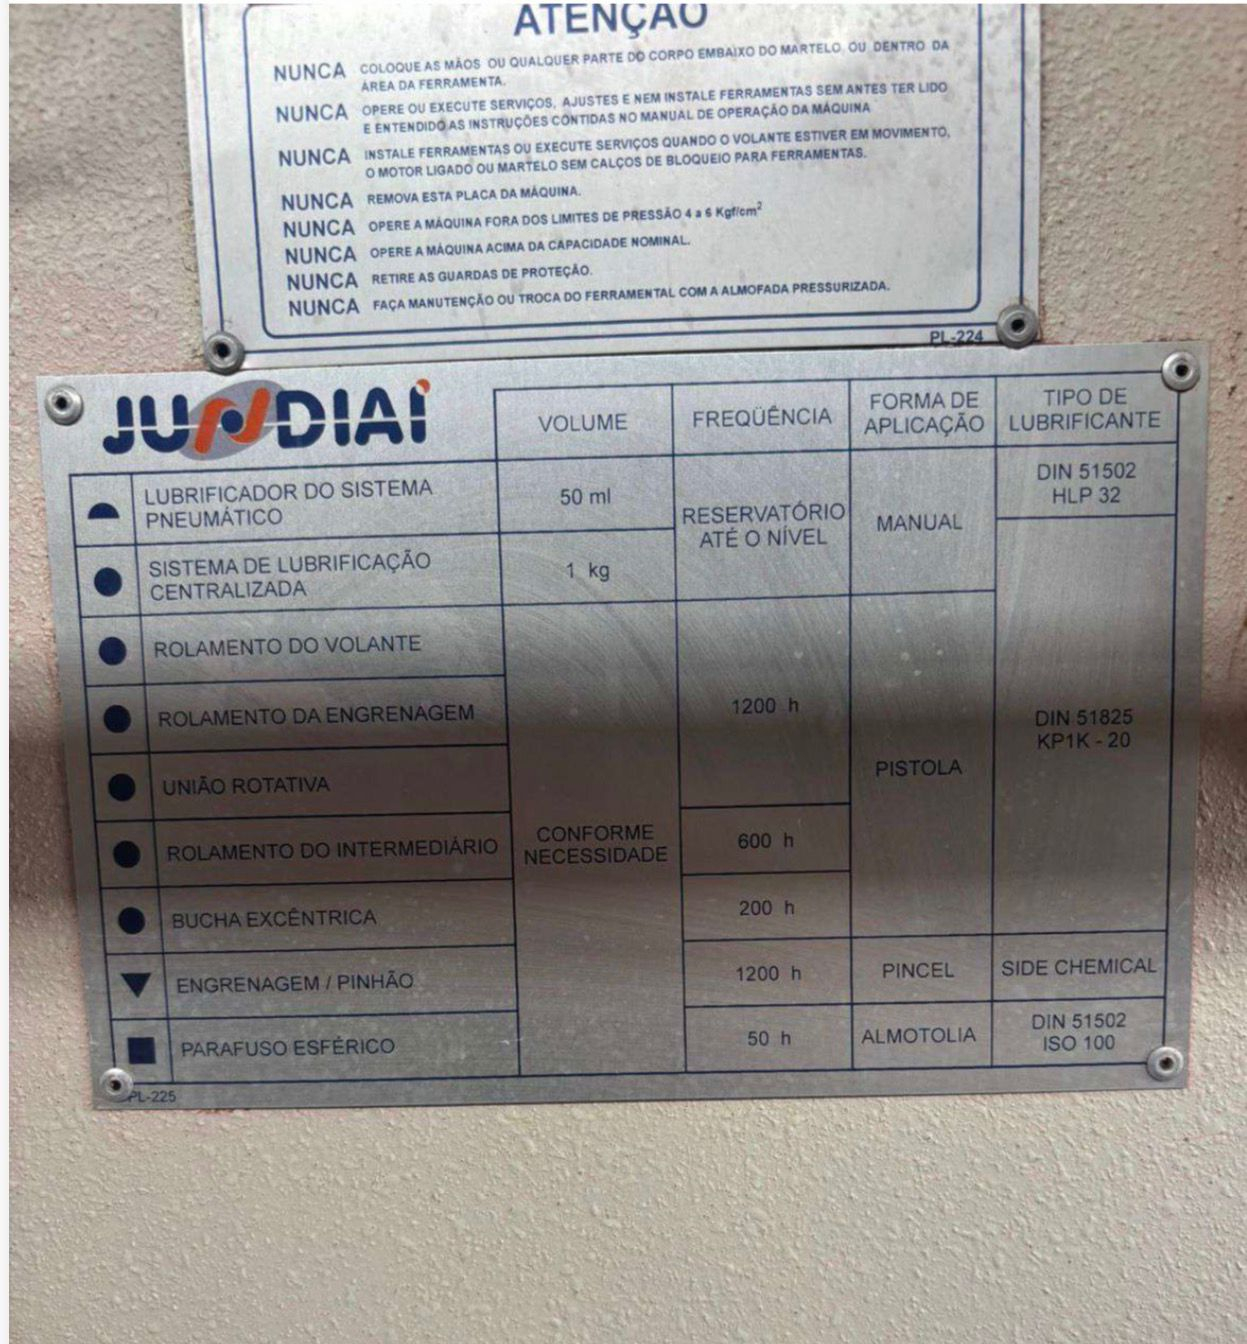 ATENÇÃO
NUNCA COLOQUE AS MÃOS OU QUALQUER PARTE DO CORPO EMBAIXO DO MARTELO, OU DENTRO DA
ÁREA DA FERRAMENTA.
NUNCA OPERE OU EXECUTE SERVIÇOS, AJUSTES E NEM INSTALE FERRAMENTAS SEM ANTES TER LIDO
E ENTENDIDO AS INSTRUÇÕES CONTIDAS NO MANUAL DE OPERAÇÃO DA MÁQUINA
NUNCA INSTALE FERRAMENTAS OU EXECUTE SERVIÇOS QUANDO O VOLANTE ESTIVER EM MOVIMENTO,
O MOTOR LIGADO OU MARTELO SEM CALÇOS DE BLOQUEIO PARA FERRAMENTAS.
NUNCA REMOVA ESTA PLACA DA MÁQUINA.
NUNCA OPERE A MÁQUINA FORA DOS LIMITES DE PRESSÃO 4 a 6 Kgf/cm²
NUNCA OPERE A MÁQUINA ACIMA DA CAPACIDADE NOMINAL.
NUNCA RETIRE AS GUARDAS DE PROTEÇÃO.
NUNCA FAÇA MANUTENÇÃO OU TROCA DO FERRAMENTAL COM A ALMOFADA PRESSURIZADA.
PL-224
JUNDIAÍ
VOLUME
FREQÜÊNCIA
FORMA DE
APLICAÇÃO
TIPO DE
LUBRIFICANTE
LUBRIFICADOR DO SISTEMA
PNEUMÁTICO
50 ml
RESERVATÓRIO
ATÉ O NÍVEL
MANUAL
DIN 51502
HLP 32
SISTEMA DE LUBRIFICAÇÃO
CENTRALIZADA
1 kg
ROLAMENTO DO VOLANTE
ROLAMENTO DA ENGRENAGEM
1200 h
DIN 51825
KP1K - 20
UNIÃO ROTATIVA
PISTOLA
ROLAMENTO DO INTERMEDIÁRIO
CONFORME
NECESSIDADE
600 h
BUCHA EXCÊNTRICA
200 h
ENGRENAGEM / PINHÃO
1200 h
PINCEL
SIDE CHEMICAL
PARAFUSO ESFÉRICO
50 h
ALMOTOLIA
DIN 51502
ISO 100
PL-225